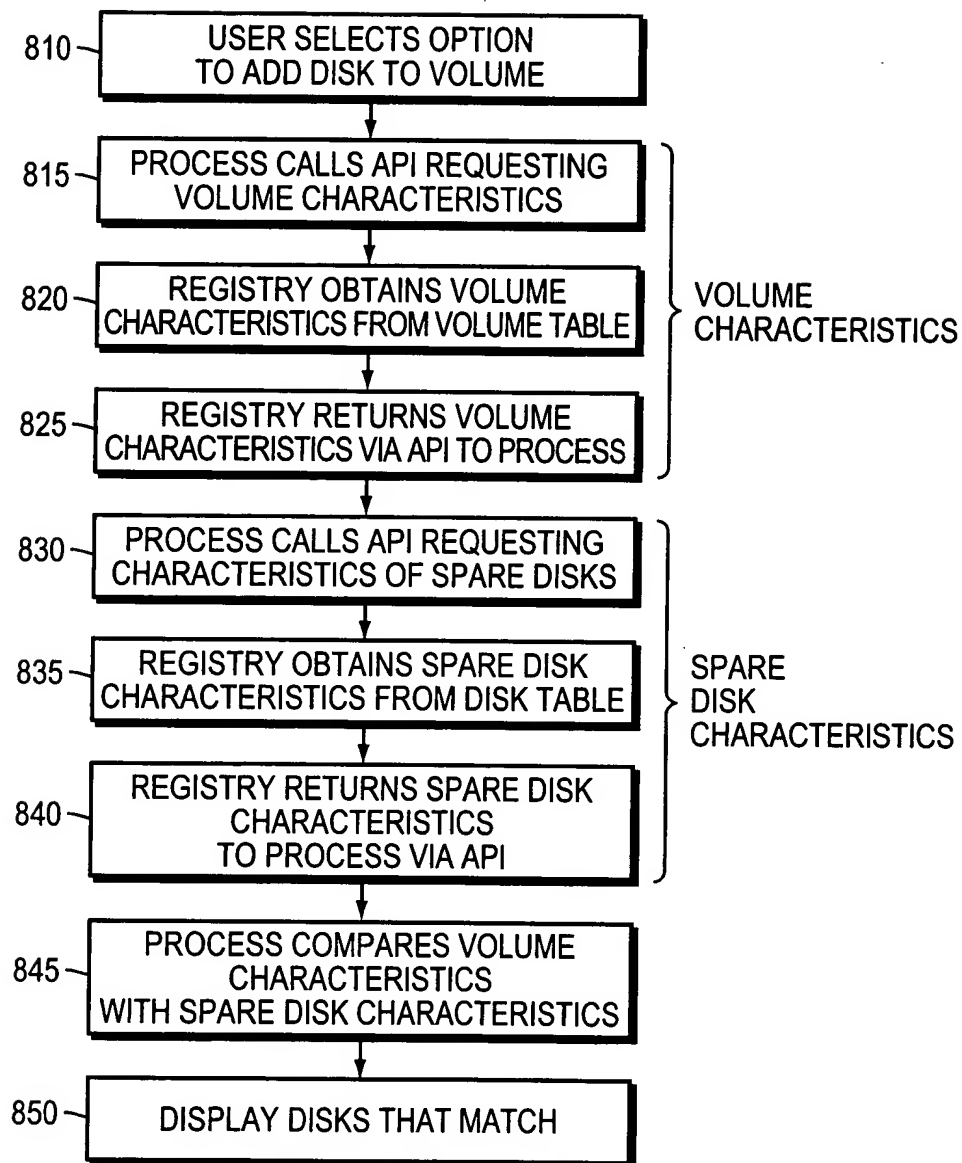 810
USER SELECTS OPTION
TO ADD DISK TO VOLUME
815
PROCESS CALLS API REQUESTING
VOLUME CHARACTERISTICS
820
REGISTRY OBTAINS VOLUME
CHARACTERISTICS FROM VOLUME TABLE
825
REGISTRY RETURNS VOLUME
CHARACTERISTICS VIA API TO PROCESS
VOLUME
CHARACTERISTICS
830
PROCESS CALLS API REQUESTING
CHARACTERISTICS OF SPARE DISKS
835
REGISTRY OBTAINS SPARE DISK
CHARACTERISTICS FROM DISK TABLE
840
REGISTRY RETURNS SPARE DISK
CHARACTERISTICS
TO PROCESS VIA API
SPARE
DISK
CHARACTERISTICS
845
PROCESS COMPARES VOLUME
CHARACTERISTICS
WITH SPARE DISK CHARACTERISTICS
850
DISPLAY DISKS THAT MATCH